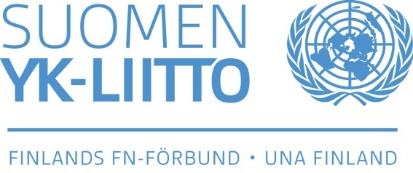 SUOMEN
YK-LIITTO
FINLANDS FN-FÖRBUND • UNA FINLAND